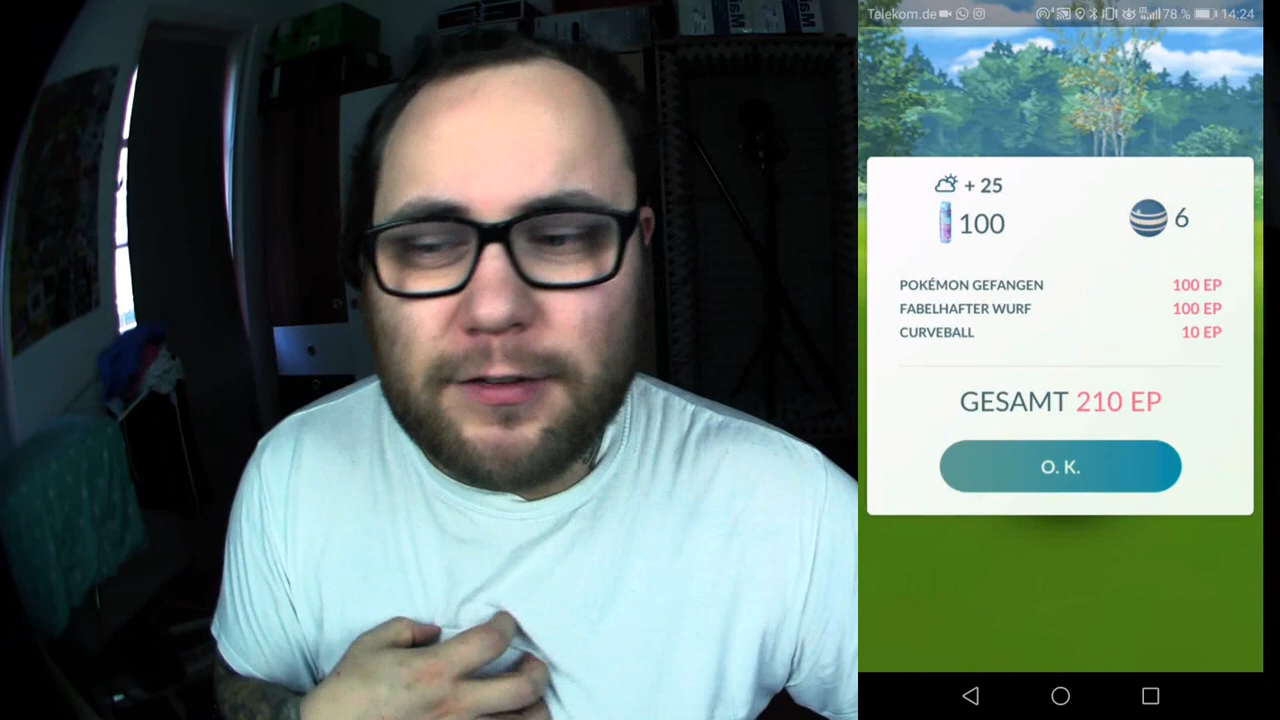 Telekom.de
78 % 14:24
+ 25
100
6
POKÉMON GEFANGEN 100 EP
FABELHAFTER WURF 100 EP
CURVEBALL 10 EP
GESAMT 210 EP
O. K.